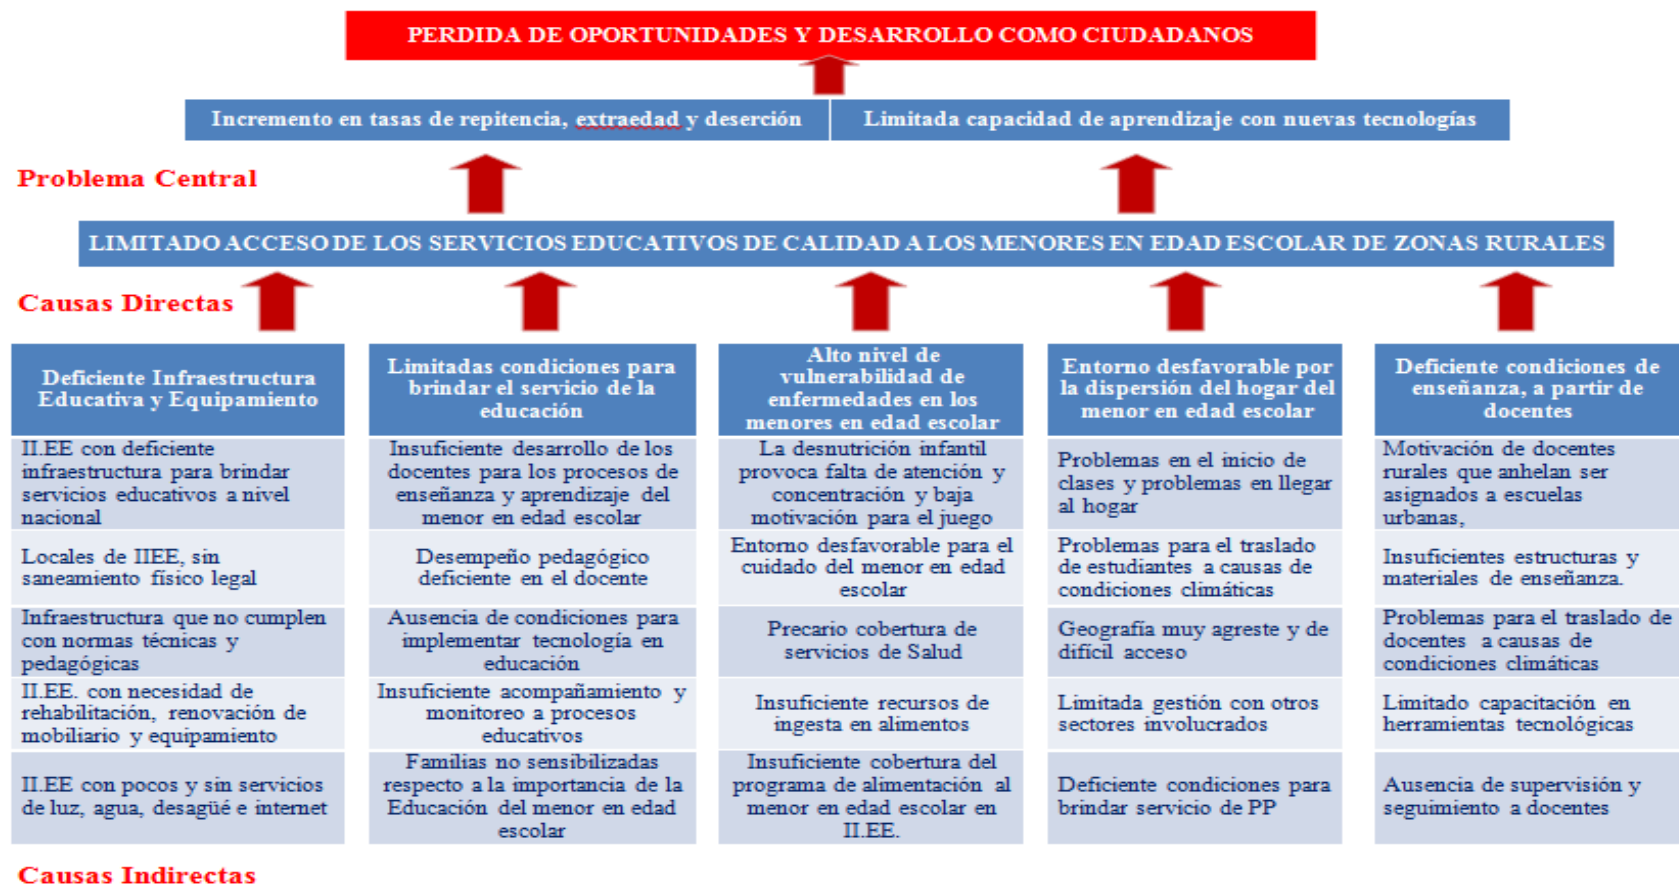 PERDIDA DE OPORTUNIDADES Y DESARROLLO COMO CIUDADANOS
Incremento en tasas de repitencia, extraedad y deserción
Limitada capacidad de aprendizaje con nuevas tecnologías
Problema Central
LIMITADO ACCESO DE LOS SERVICIOS EDUCATIVOS DE CALIDAD A LOS MENORES EN EDAD ESCOLAR DE ZONAS RURALES
Causas Directas
Deficiente Infraestructura
Educativa y Equipamiento
II.EE con deficiente
infraestructura para brindar
servicios educativos a nivel
nacional
Locales de IIEE, sin
saneamiento físico legal
Infraestructura que no cumplen
con normas técnicas y
pedagógicas
II.EE. con necesidad de
rehabilitación, renovación de
mobiliario y equipamiento
II.EE con pocos y sin servicios
de luz, agua, desagüé e internet
Limitadas condiciones para
brindar el servicio de la
educación
Insuficiente desarrollo de los
docentes para los procesos de
enseñanza y aprendizaje del
menor en edad escolar
Desempeño pedagógico
deficiente en el docente
Ausencia de condiciones para
implementar tecnología en
educación
Insuficiente acompañamiento y
monitoreo a procesos
educativos
Familias no sensibilizadas
respecto a la importancia de la
Educación del menor en edad
escolar
Alto nivel de
vulnerabilidad de
enfermedades en los
menores en edad escolar
La desnutrición infantil
provoca falta de atención y
concentración y baja
motivación para el juego
Entorno desfavorable para el
cuidado del menor en edad
escolar
Precario cobertura de
servicios de Salud
Insuficiente recursos de
ingesta en alimentos
Insuficiente cobertura del
programa de alimentación al
menor en edad escolar en
II.EE.
Entorno desfavorable por
la dispersión del hogar del
menor en edad escolar
Problemas en el inicio de
clases y problemas en llegar
al hogar
Problemas para el traslado
de estudiantes a causas de
condiciones climáticas
Geografía muy agreste y de
difícil acceso
Limitada gestión con otros
sectores involucrados
Deficiente condiciones para
brindar servicio de PP
Deficiente condiciones de
enseñanza, a partir de
docentes
Motivación de docentes
rurales que anhelan ser
asignados a escuelas
urbanas,
Insuficientes estructuras y
materiales de enseñanza.
Problemas para el traslado de
docentes a causas de
condiciones climáticas
Limitado capacitación en
herramientas tecnológicas
Ausencia de supervisión y
seguimiento a docentes
Causas Indirectas